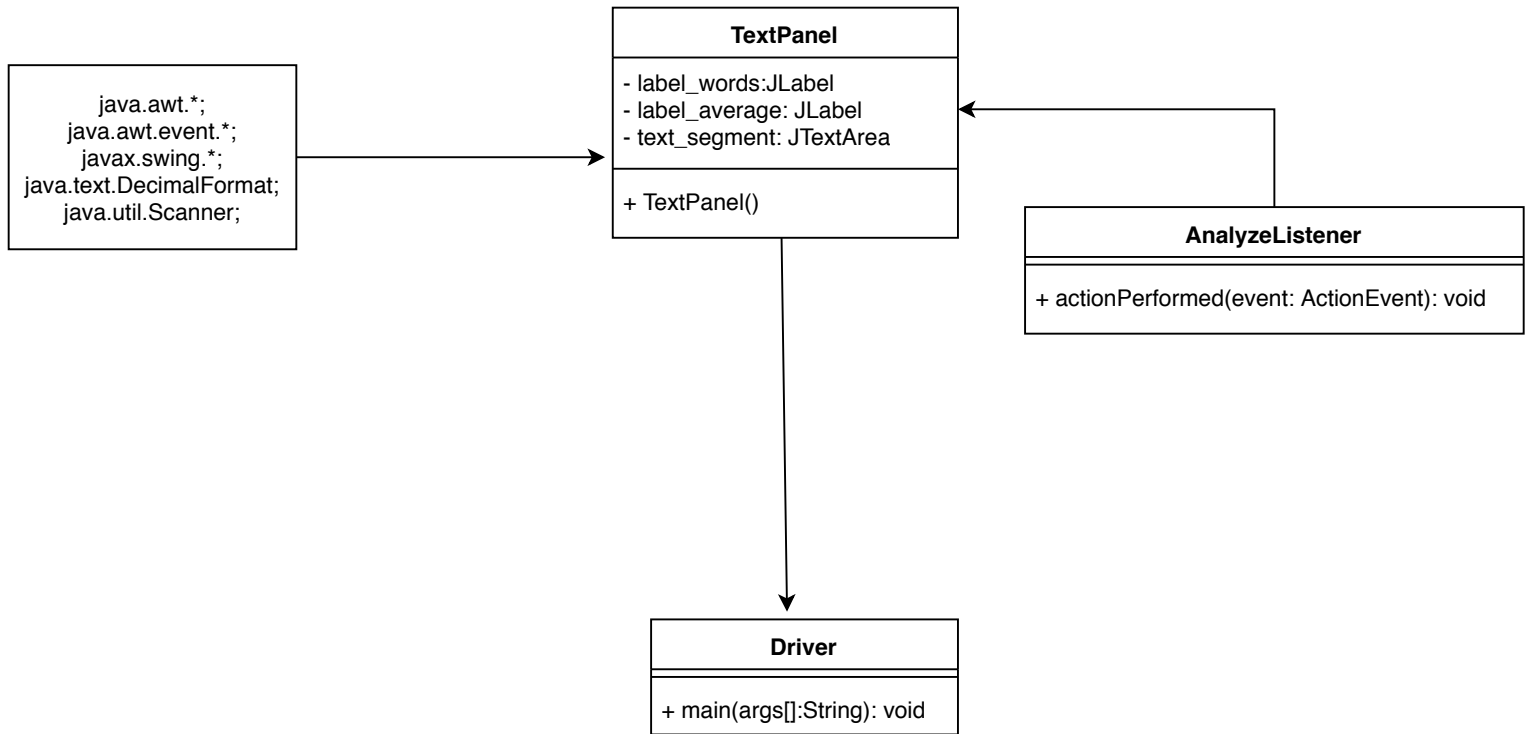 java.awt.*;
java.awt.event.*;
javax.swing.*;
java.text.DecimalFormat;
java.util.Scanner;
TextPanel
- label_words:JLabel
- label_average: JLabel
- text_segment: JTextArea
+ TextPanel()
AnalyzeListener
+ actionPerformed(event: ActionEvent): void
Driver
+ main(args[]:String): void